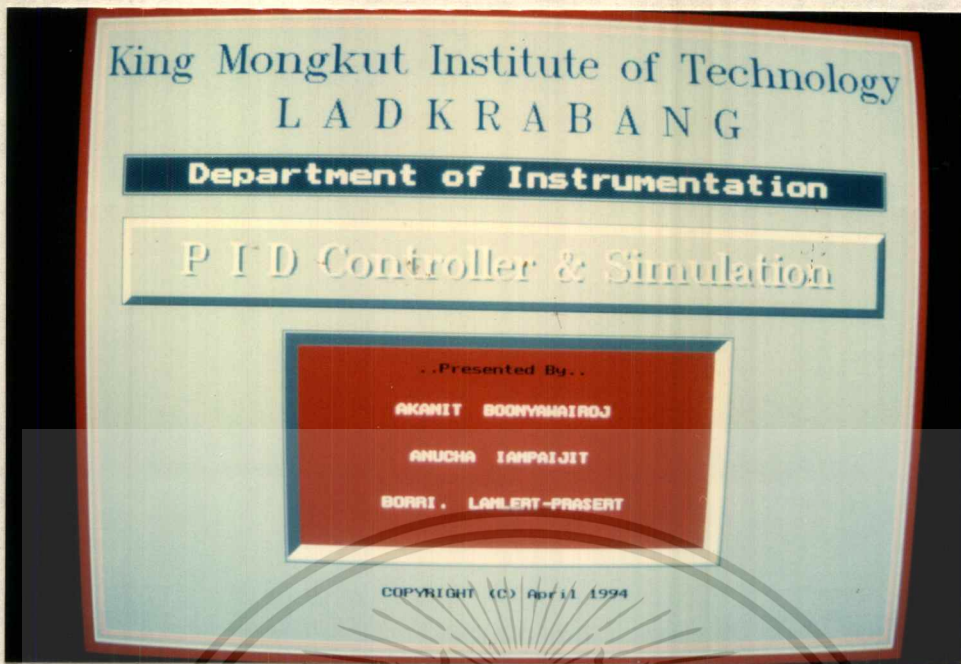 King Mongkut Institute of Technology
LADKRABANG
Department of Instrumentation
PID Controller & Simulation
..Presented By..
AKANIT BOONYAWAIROJ
ANUCHA IAMPAIJIT
BORRI. LAMLERT-PRASERT
COPYRIGHT (C) April 1994